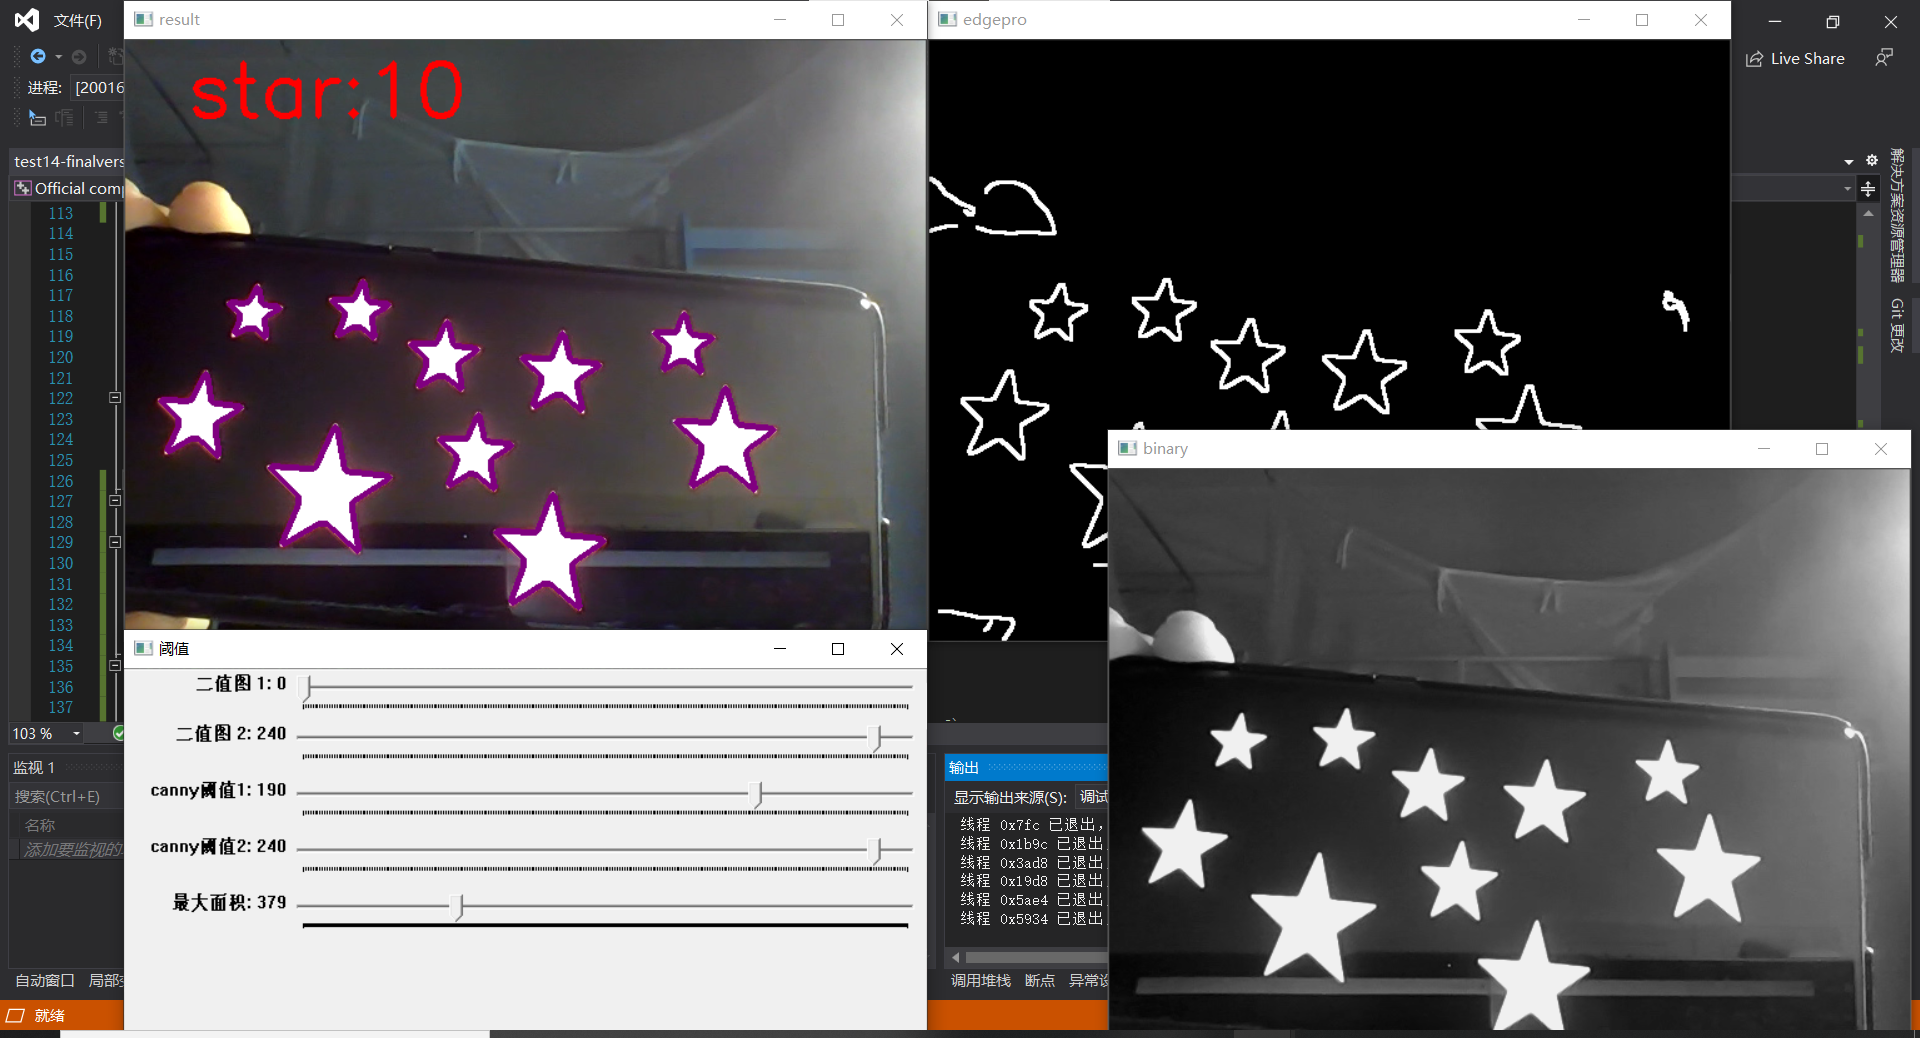 文件(F)
result
edgepro
Live Share
进程:
[20016
star:10
test14-finalvers
Official comp
解决方案资源管理器
Git 更改
113
114
115
116
117
118
119
120
121
122
123
124
125
126
127
128
129
130
131
132
133
134
135
136
137
binary
阈值
二值图 1: 0
二值图 2: 240
canny阈值1: 190
canny阈值2: 240
最大面积: 379
103 %
监视 1
搜索(Ctrl+E)
名称
添加要监视的
自动窗口
局部
输出
显示输出来源(S):
调试
线程 0x7fc 已退出,
线程 0x1b9c 已退出
线程 0x3ad8 已退出
线程 0x19d8 已退出
线程 0x5ae4 已退出
线程 0x5934 已退出
调用堆栈
断点
异常设
就绪